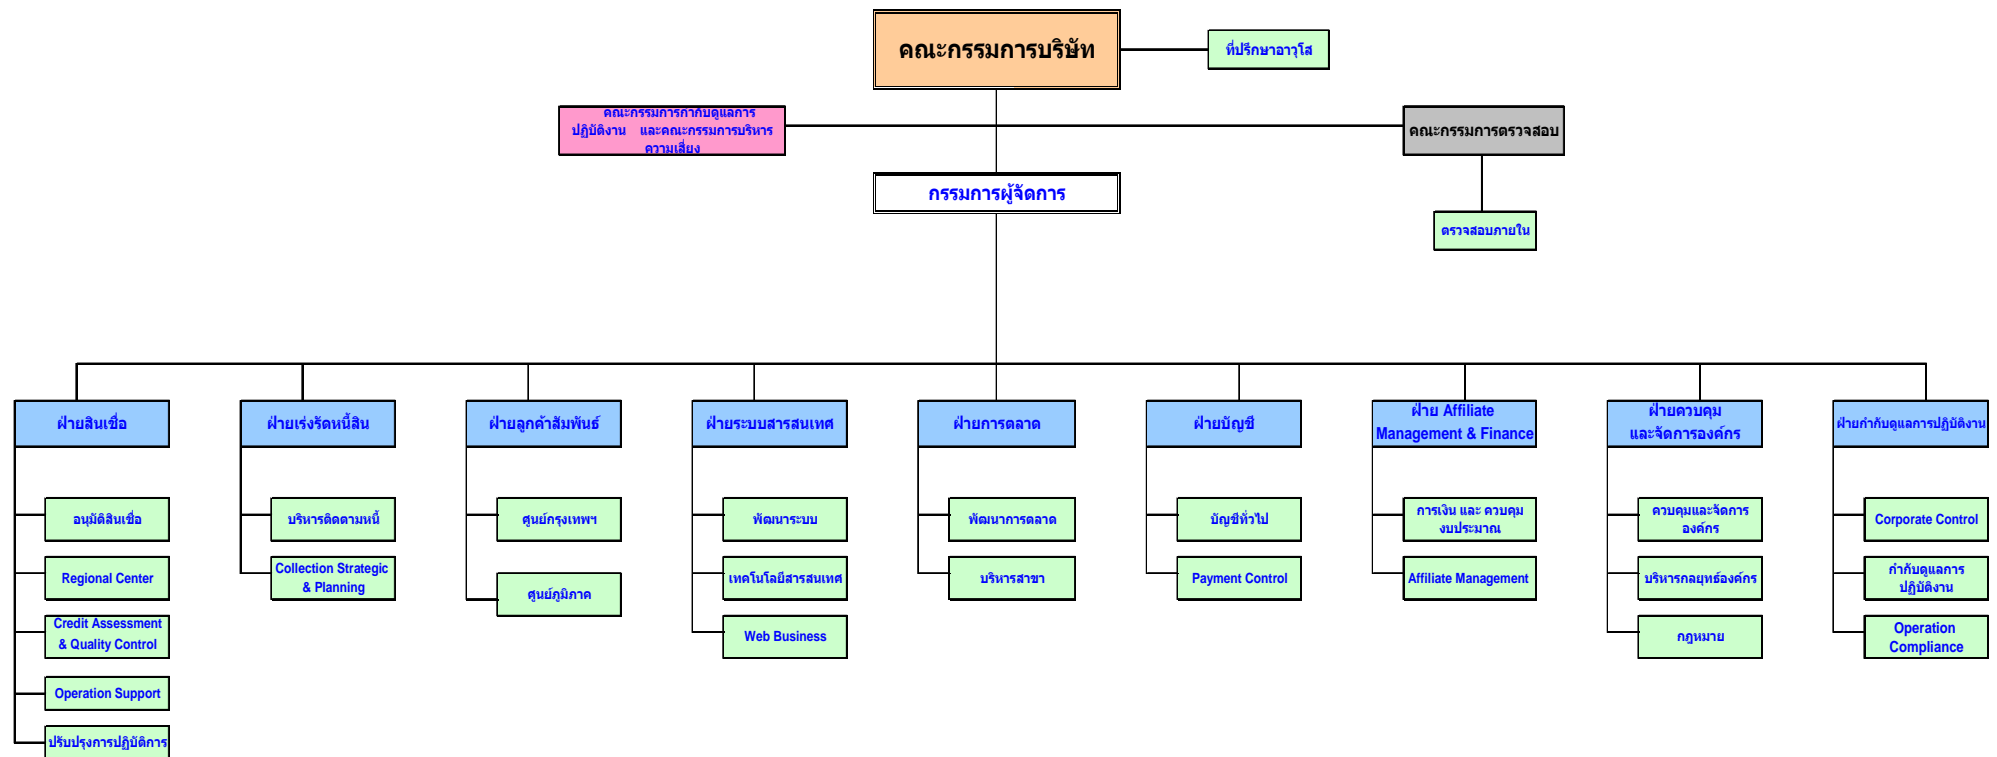 คณะกรรมการบริษัท
ที่ปรึกษาอาวุโส
คณะกรรมการกำกับดูแลการ
ปฏิบัติงาน และคณะกรรมการบริหาร
ความเสี่ยง
คณะกรรมการตรวจสอบ
กรรมการผู้จัดการ
ตรวจสอบภายใน
ฝ่ายสินเชื่อ
ฝ่ายเร่งรัดหนี้สิน
ฝ่ายลูกค้าสัมพันธ์
ฝ่ายระบบสารสนเทศ
ฝ่ายการตลาด
ฝ่ายบัญชี
ฝ่าย Affiliate
Management & Finance
ฝ่ายควบคุม
และจัดการองค์กร
ฝ่ายกำกับดูแลการปฏิบัติงาน
อนุมัติสินเชื่อ
บริหารติดตามหนี้
ศูนย์กรุงเทพฯ
พัฒนาระบบ
พัฒนาการตลาด
บัญชีทั่วไป
การเงิน และ ควบคุม
งบประมาณ
ควบคุมและจัดการ
องค์กร
Corporate Control
Regional Center
Collection Strategic
& Planning
ศูนย์ภูมิภาค
เทคโนโลยีสารสนเทศ
บริหารสาขา
Payment Control
Affiliate Management
บริหารกลยุทธ์องค์กร
กำกับดูแลการ
ปฏิบัติงาน
Credit Assessment
& Quality Control
Web Business
กฎหมาย
Operation
Compliance
Operation Support
ปรับปรุงการปฏิบัติการ